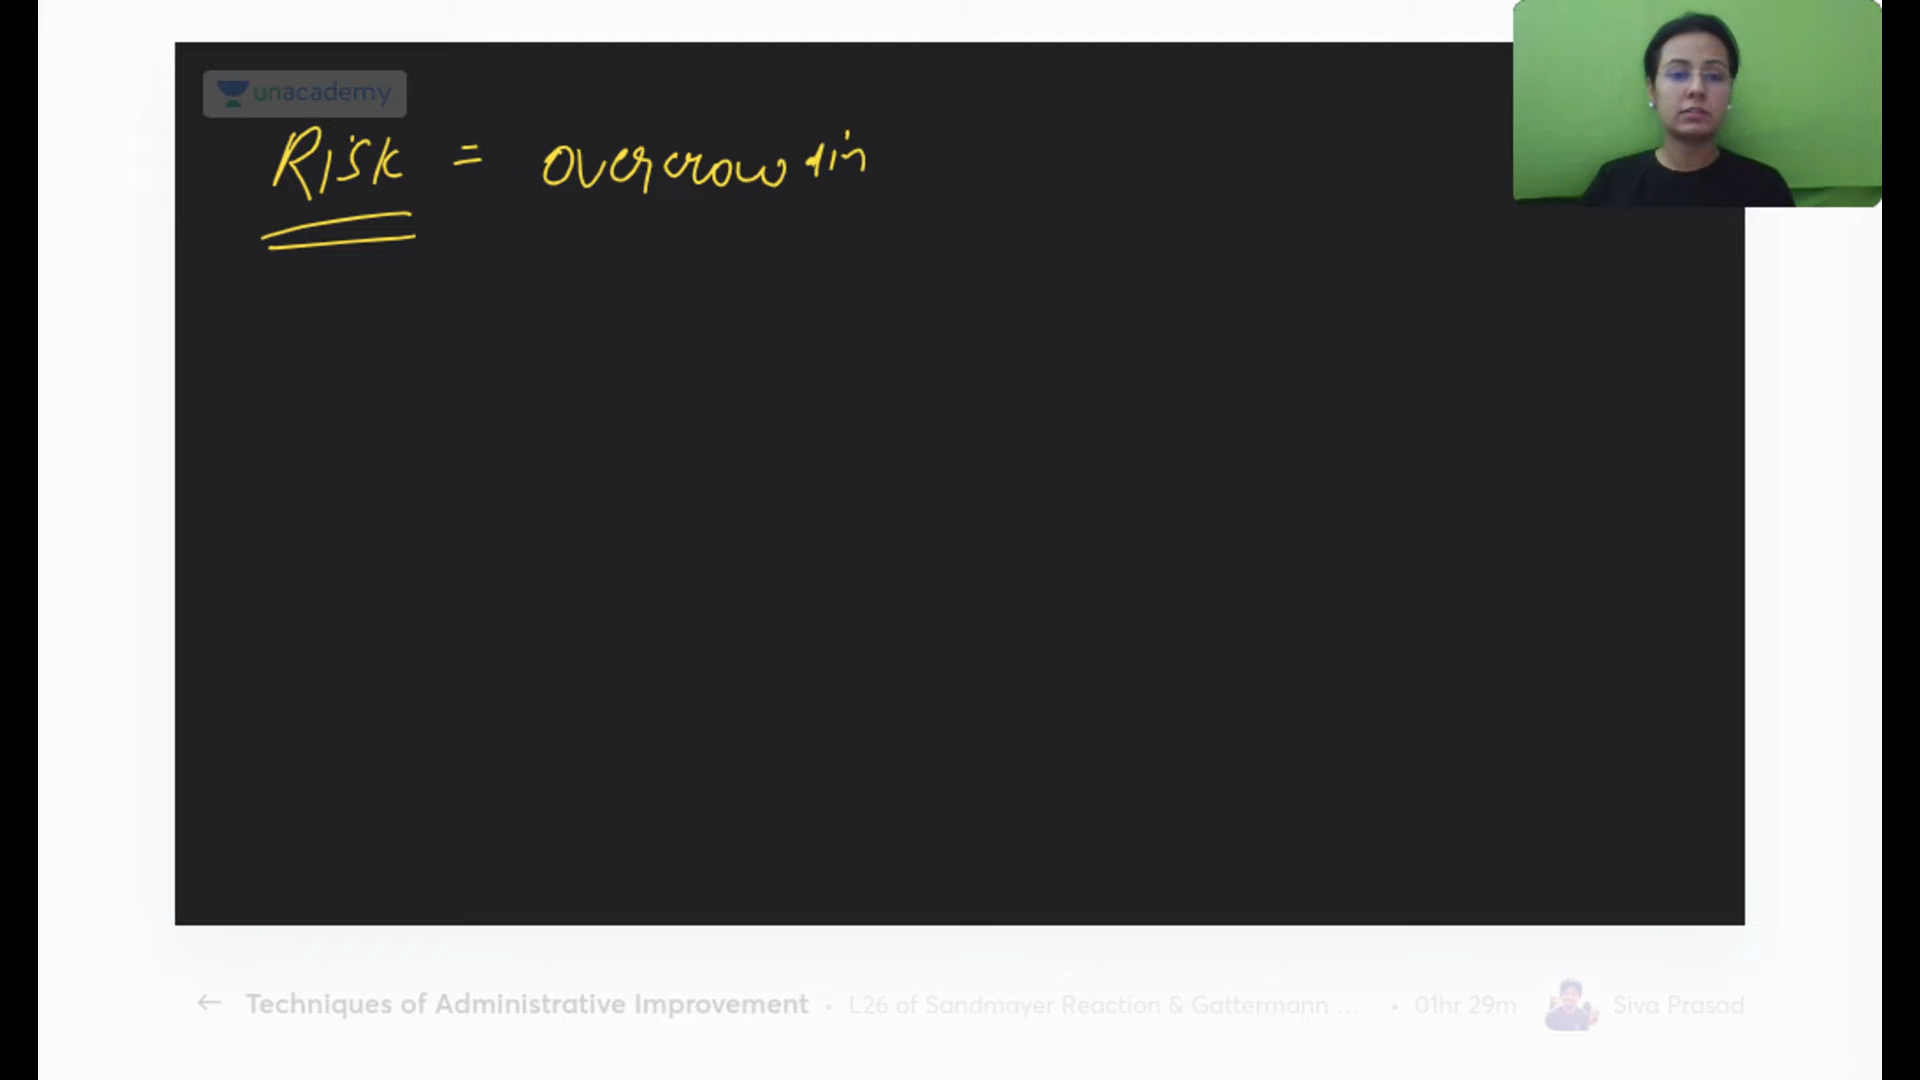 unacademy
Risk = overcrowdin
Techniques of Administrative Improvement • L26 of Sandmayer Reaction & Gattermann ... • 01hr 29m Siva Prasad